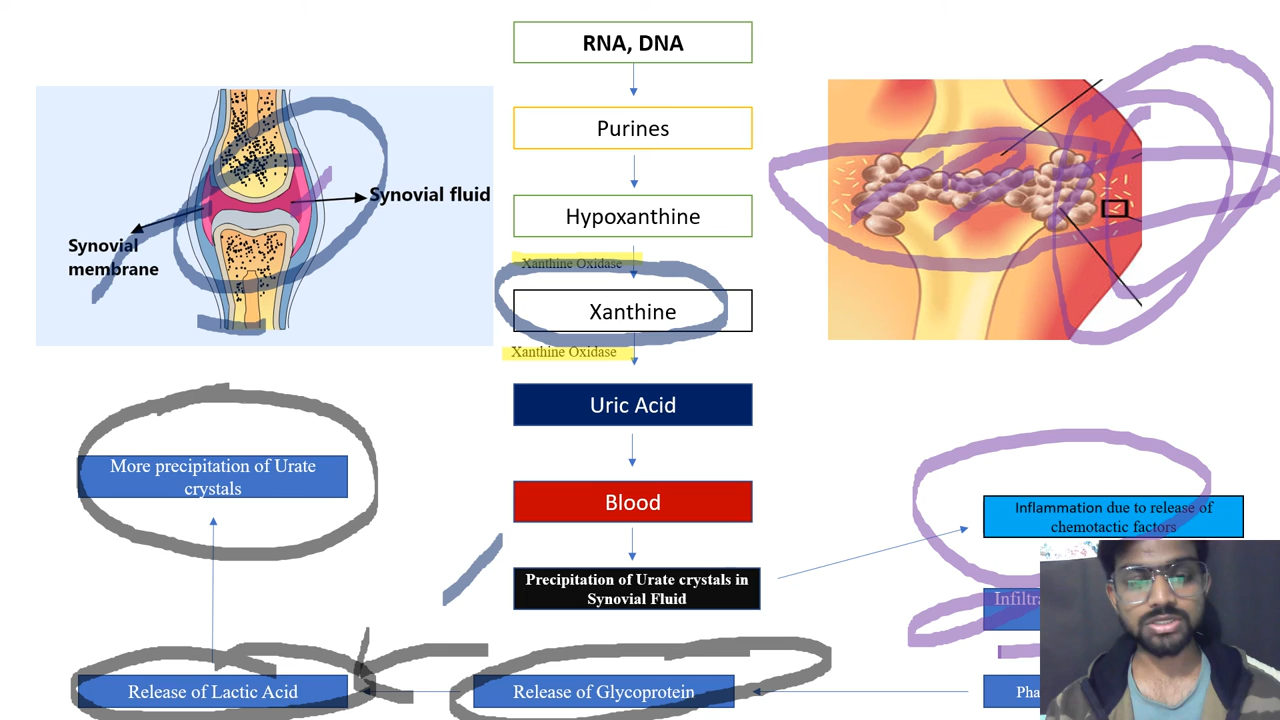 RNA, DNA
Purines
Hypoxanthine
Xanthine Oxidase
Xanthine
Xanthine Oxidase
Uric Acid
Blood
Precipitation of Urate crystals in
Synovial Fluid
Synovial fluid
Synovial
membrane
Inflammation due to release of
chemotactic factors
Release of Glycoprotein
Release of Lactic Acid
More precipitation of Urate
crystals